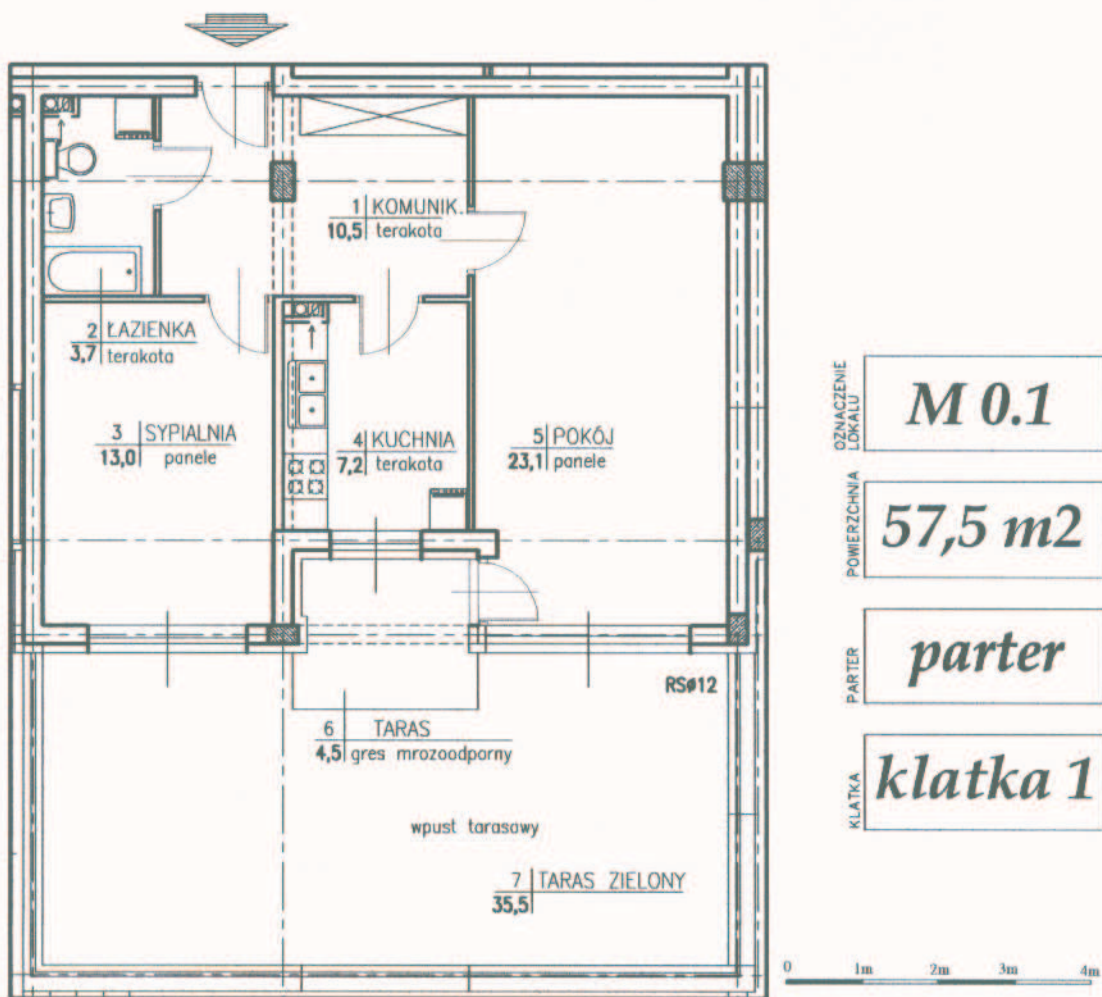 1 KOMUNIK.
10,5 terakota
2 ŁAZIENKA
3,7 terakota
3 SYPIALNIA
13,0 panele
4 KUCHNIA
7,2 terakota
5 POKÓJ
23,1 panele
RSø12
6 TARAS
4,5 gres mrozoodporny
wpust tarasowy
7 TARAS ZIELONY
35,5
OZNACZENIE
LOKALU
M 0.1
POWIERZCHNIA
57,5 m2
PARTER
parter
KLATKA
klatka 1
0 1m 2m 3m 4m